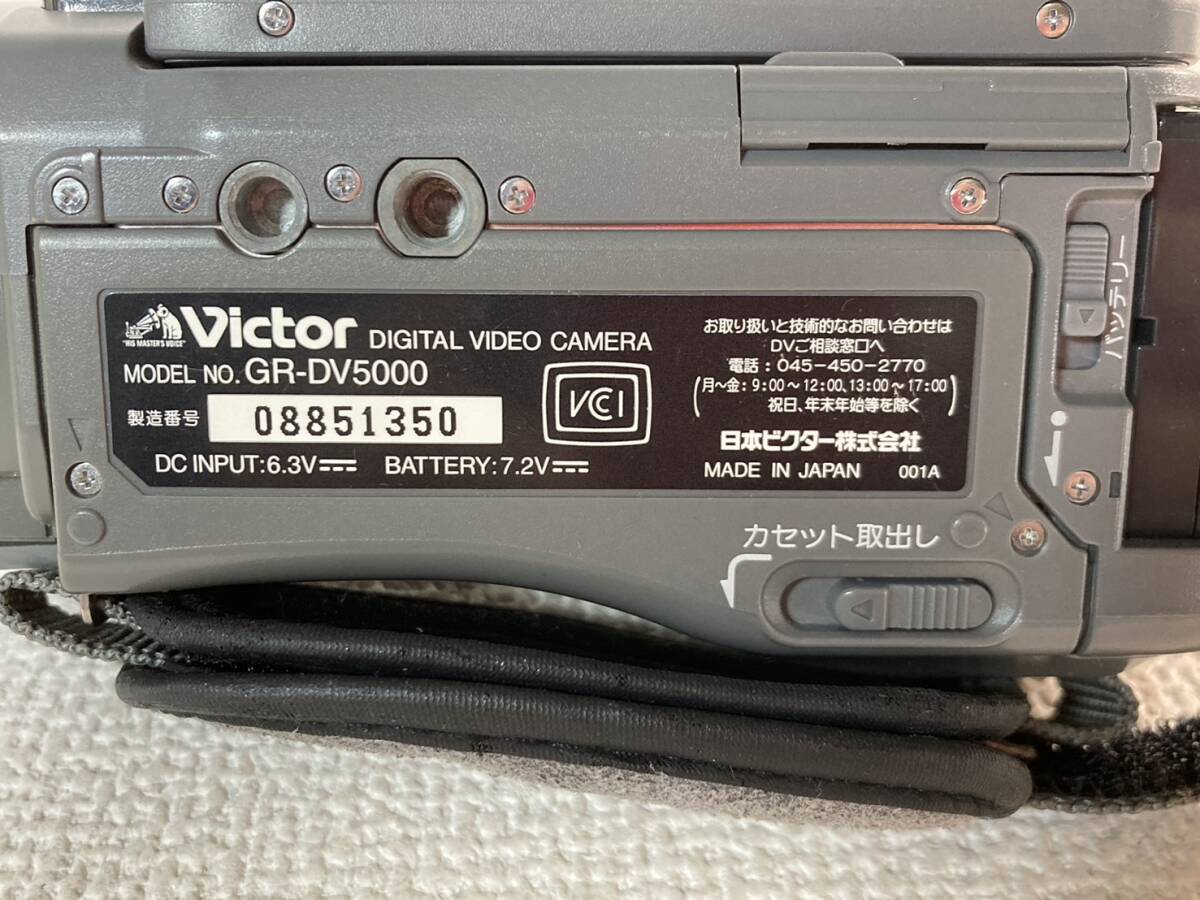 バッテリー
"HIS MASTER'S VOICE"
Victor DIGITAL VIDEO CAMERA
MODEL NO. GR-DV5000
製造番号 08851350
VCCI
DC INPUT:6.3V BATTERY:7.2V
お取り扱いと技術的なお問い合わせは
DVご相談窓口へ
電話：045-450-2770
(月〜金：9:00〜12:00、13:00〜17:00
祝日、年末年始等を除く)
日本ビクター株式会社
MADE IN JAPAN 001A
カセット取出し